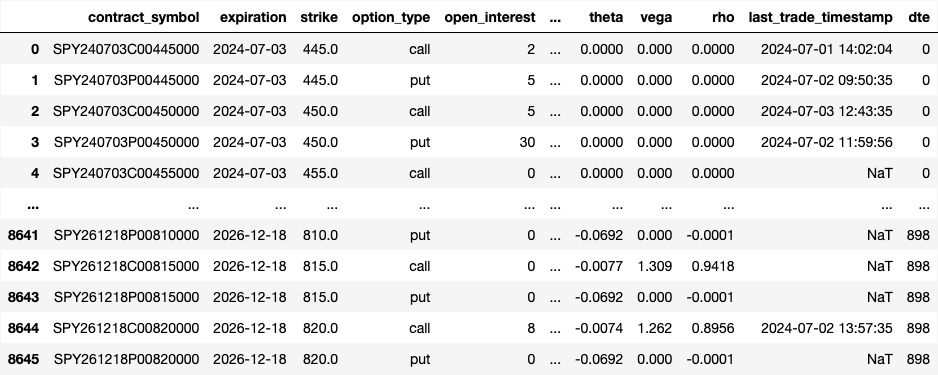 contract_symbol expiration strike option_type open_interest ... theta vega rho last_trade_timestamp dte
0 SPY240703C00445000 2024-07-03 445.0 call 2 ... 0.0000 0.000 0.0000 2024-07-01 14:02:04 0
1 SPY240703P00445000 2024-07-03 445.0 put 5 ... 0.0000 0.000 0.0000 2024-07-02 09:50:35 0
2 SPY240703C00450000 2024-07-03 450.0 call 5 ... 0.0000 0.000 0.0000 2024-07-03 12:43:35 0
3 SPY240703P00450000 2024-07-03 450.0 put 30 ... 0.0000 0.000 0.0000 2024-07-02 11:59:56 0
4 SPY240703C00455000 2024-07-03 455.0 call 0 ... 0.0000 0.000 0.0000 NaT 0
... ... ... ... ... ... ... ... ... ... ... ...
8641 SPY261218P00810000 2026-12-18 810.0 put 0 ... -0.0692 0.000 -0.0001 NaT 898
8642 SPY261218C00815000 2026-12-18 815.0 call 0 ... -0.0077 1.309 0.9418 NaT 898
8643 SPY261218P00815000 2026-12-18 815.0 put 0 ... -0.0692 0.000 -0.0001 NaT 898
8644 SPY261218C00820000 2026-12-18 820.0 call 8 ... -0.0074 1.262 0.8956 2024-07-02 13:57:35 898
8645 SPY261218P00820000 2026-12-18 820.0 put 0 ... -0.0692 0.000 -0.0001 NaT 898